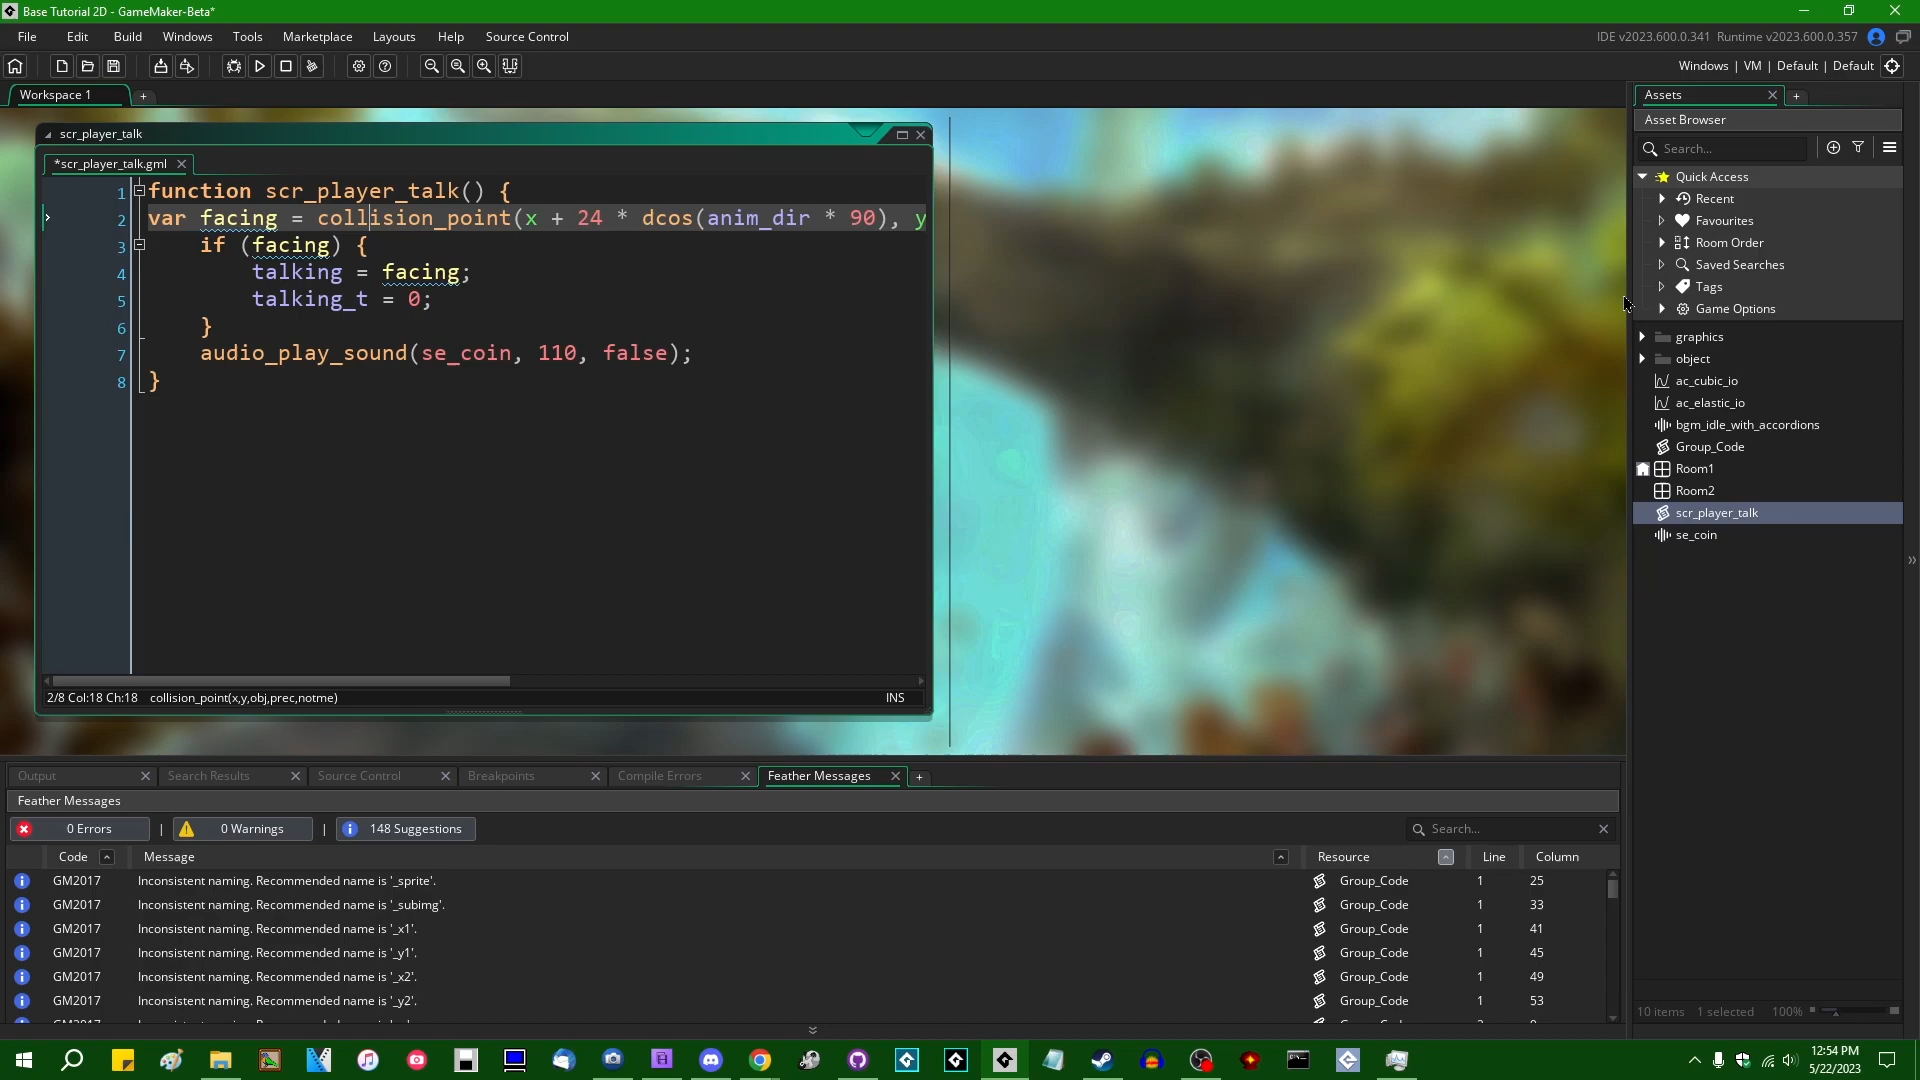 Base Tutorial 2D - GameMaker-Beta*
File Edit Build Windows Tools Marketplace Layouts Help Source Control
IDE v2023.600.0.341 Runtime v2023.600.0.357
Windows | VM | Default | Default
Workspace 1
+
Assets
+
Asset Browser
Search...
scr_player_talk
*scr_player_talk.gml
1 function scr_player_talk() {
2 var facing = collision_point(x + 24 * dcos(anim_dir * 90), y
3 if (facing) {
4 talking = facing;
5 talking_t = 0;
6 }
7 audio_play_sound(se_coin, 110, false);
8 }
2/8 Col:18 Ch:18 collision_point(x,y,obj,prec,notme)
INS
Quick Access
Recent
Favourites
Room Order
Saved Searches
Tags
Game Options
graphics
object
ac_cubic_io
ac_elastic_io
bgm_idle_with_accordions
Group_Code
Room1
Room2
scr_player_talk
se_coin
10 items 1 selected 100%
Output Search Results Source Control Breakpoints Compile Errors Feather Messages +
Feather Messages
0 Errors | 0 Warnings | 148 Suggestions
Search...
Code Message Resource Line Column
GM2017 Inconsistent naming. Recommended name is '_sprite'. Group_Code 1 25
GM2017 Inconsistent naming. Recommended name is '_subimg'. Group_Code 1 33
GM2017 Inconsistent naming. Recommended name is '_x1'. Group_Code 1 41
GM2017 Inconsistent naming. Recommended name is '_y1'. Group_Code 1 45
GM2017 Inconsistent naming. Recommended name is '_x2'. Group_Code 1 49
GM2017 Inconsistent naming. Recommended name is '_y2'. Group_Code 1 53
12:54 PM
5/22/2023